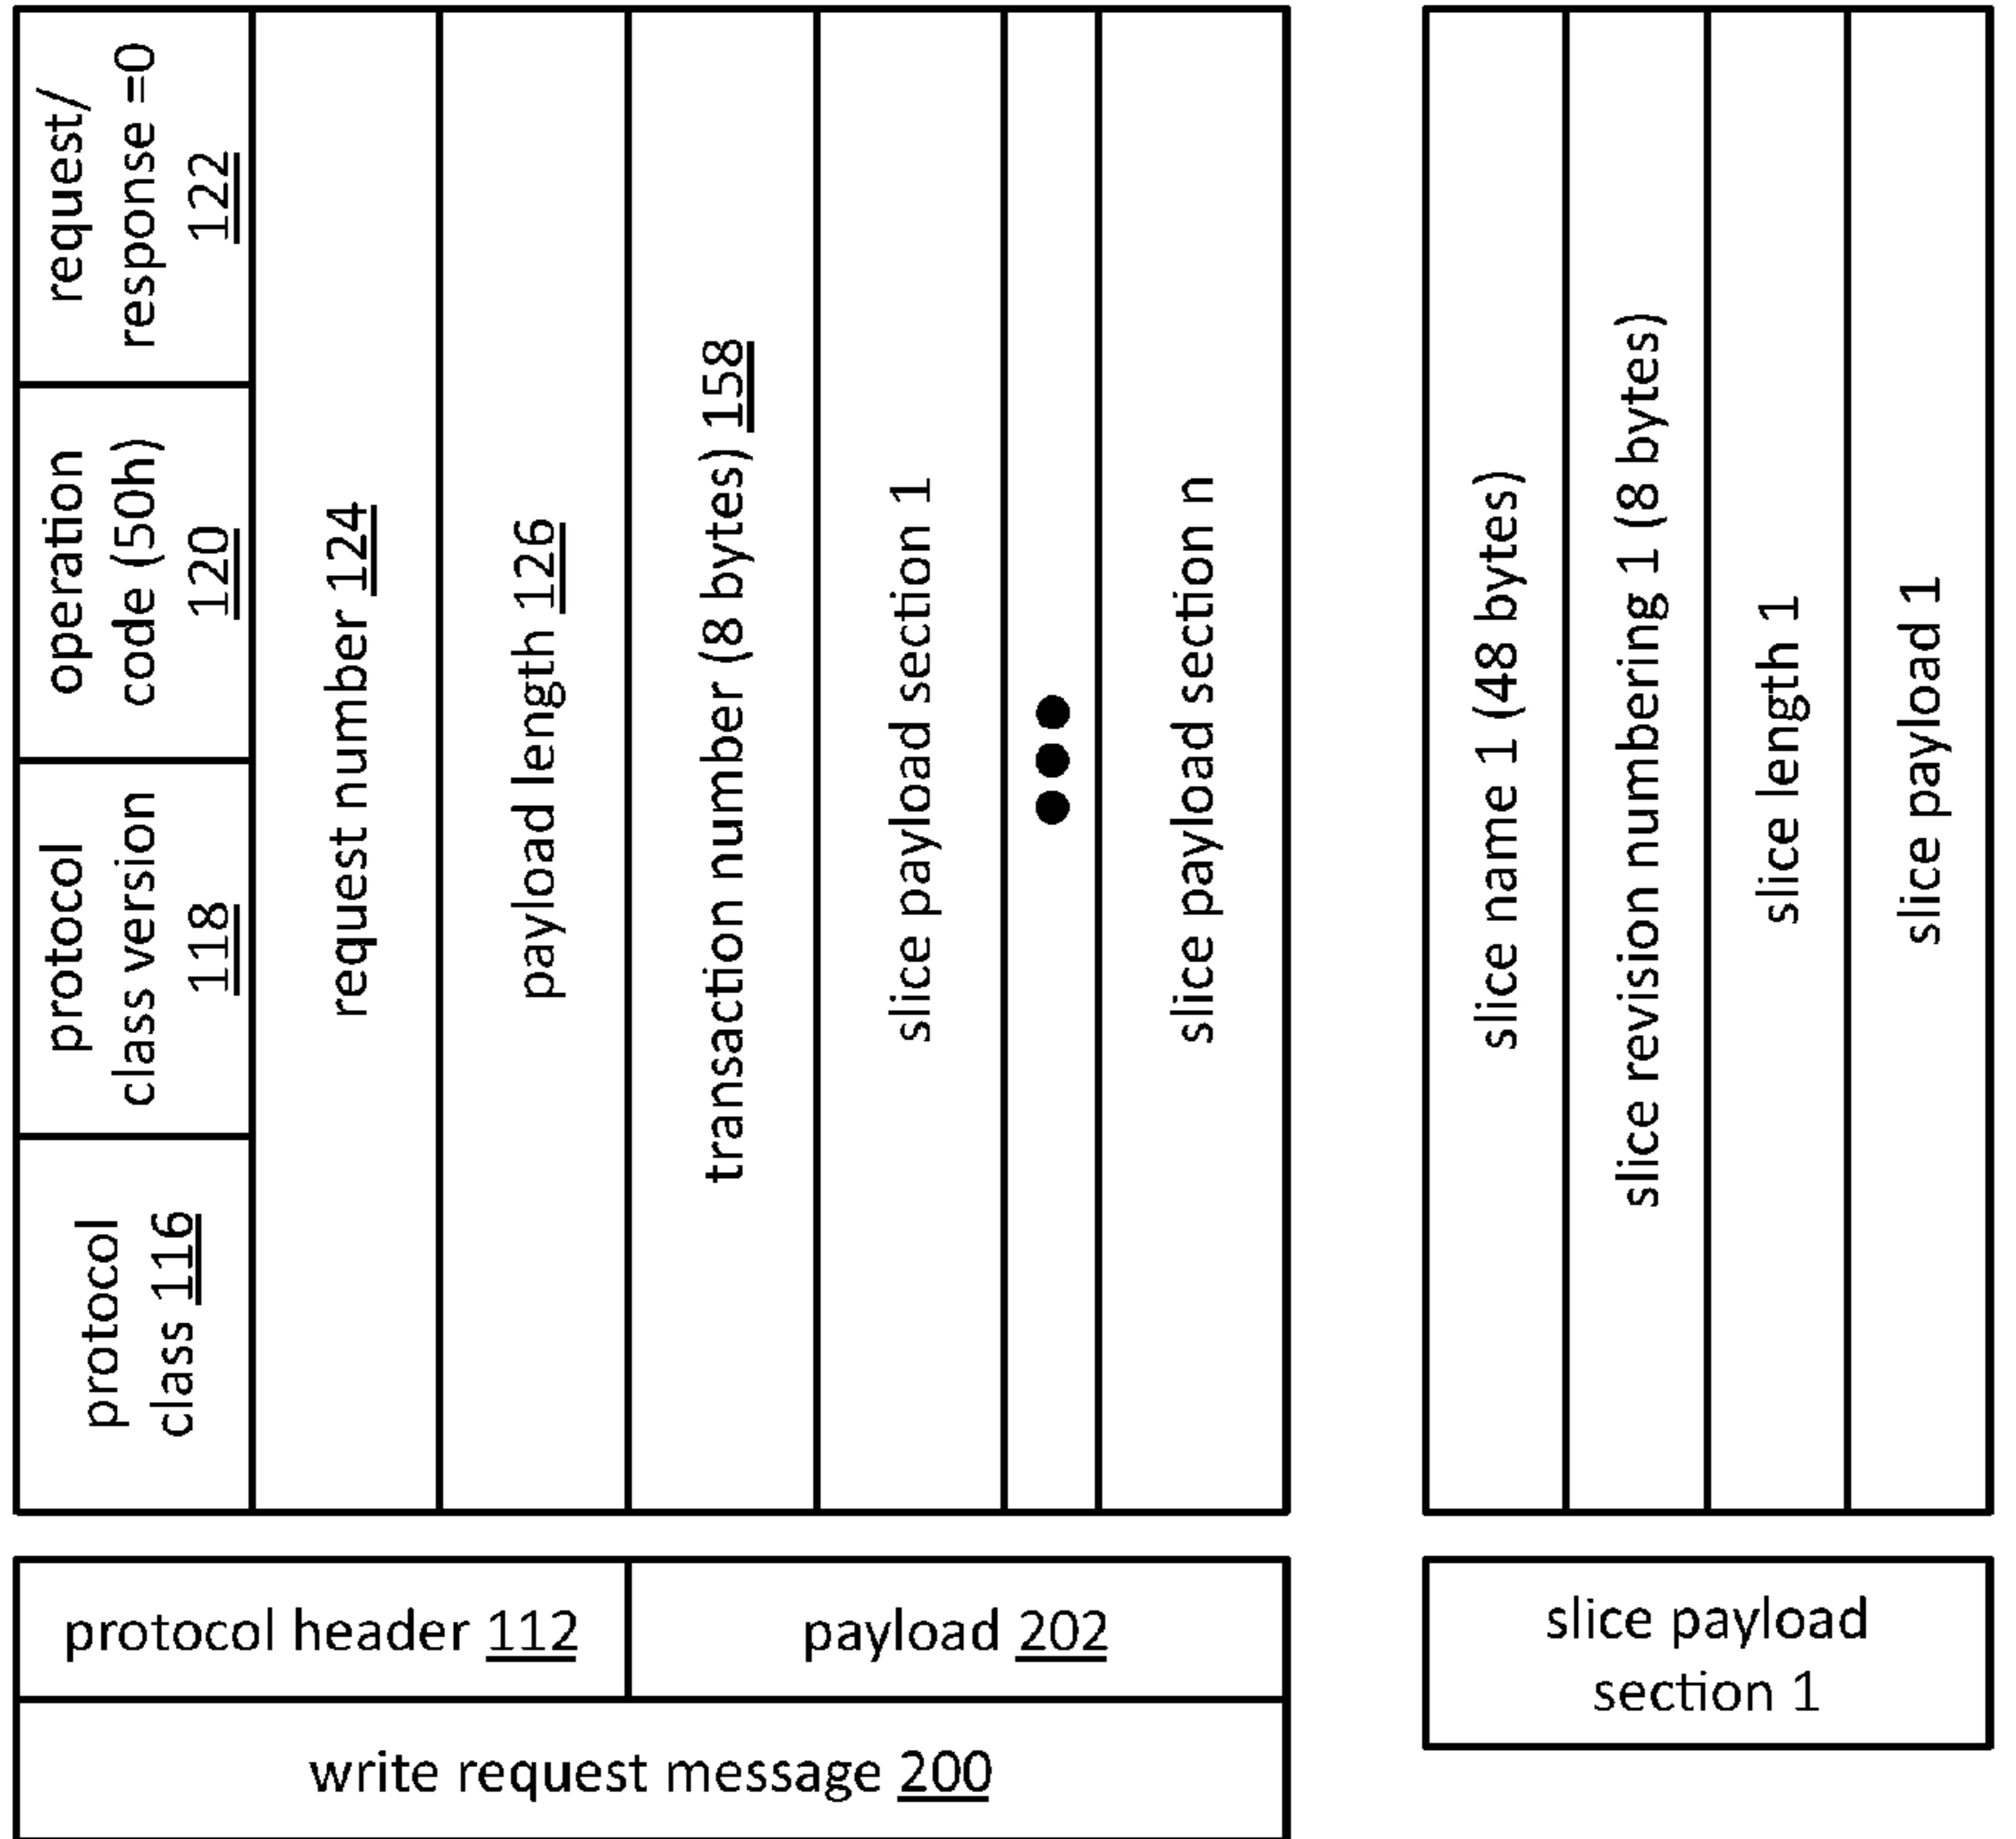 protocol
class 116
protocol
class version
118
operation
code (50h)
120
request/
response =0
122
request number 124
payload length 126
transaction number (8 bytes) 158
slice payload section 1
slice payload section n
protocol header 112
payload 202
write request message 200
slice name 1 (48 bytes)
slice revision numbering 1 (8 bytes)
slice length 1
slice payload 1
slice payload
section 1